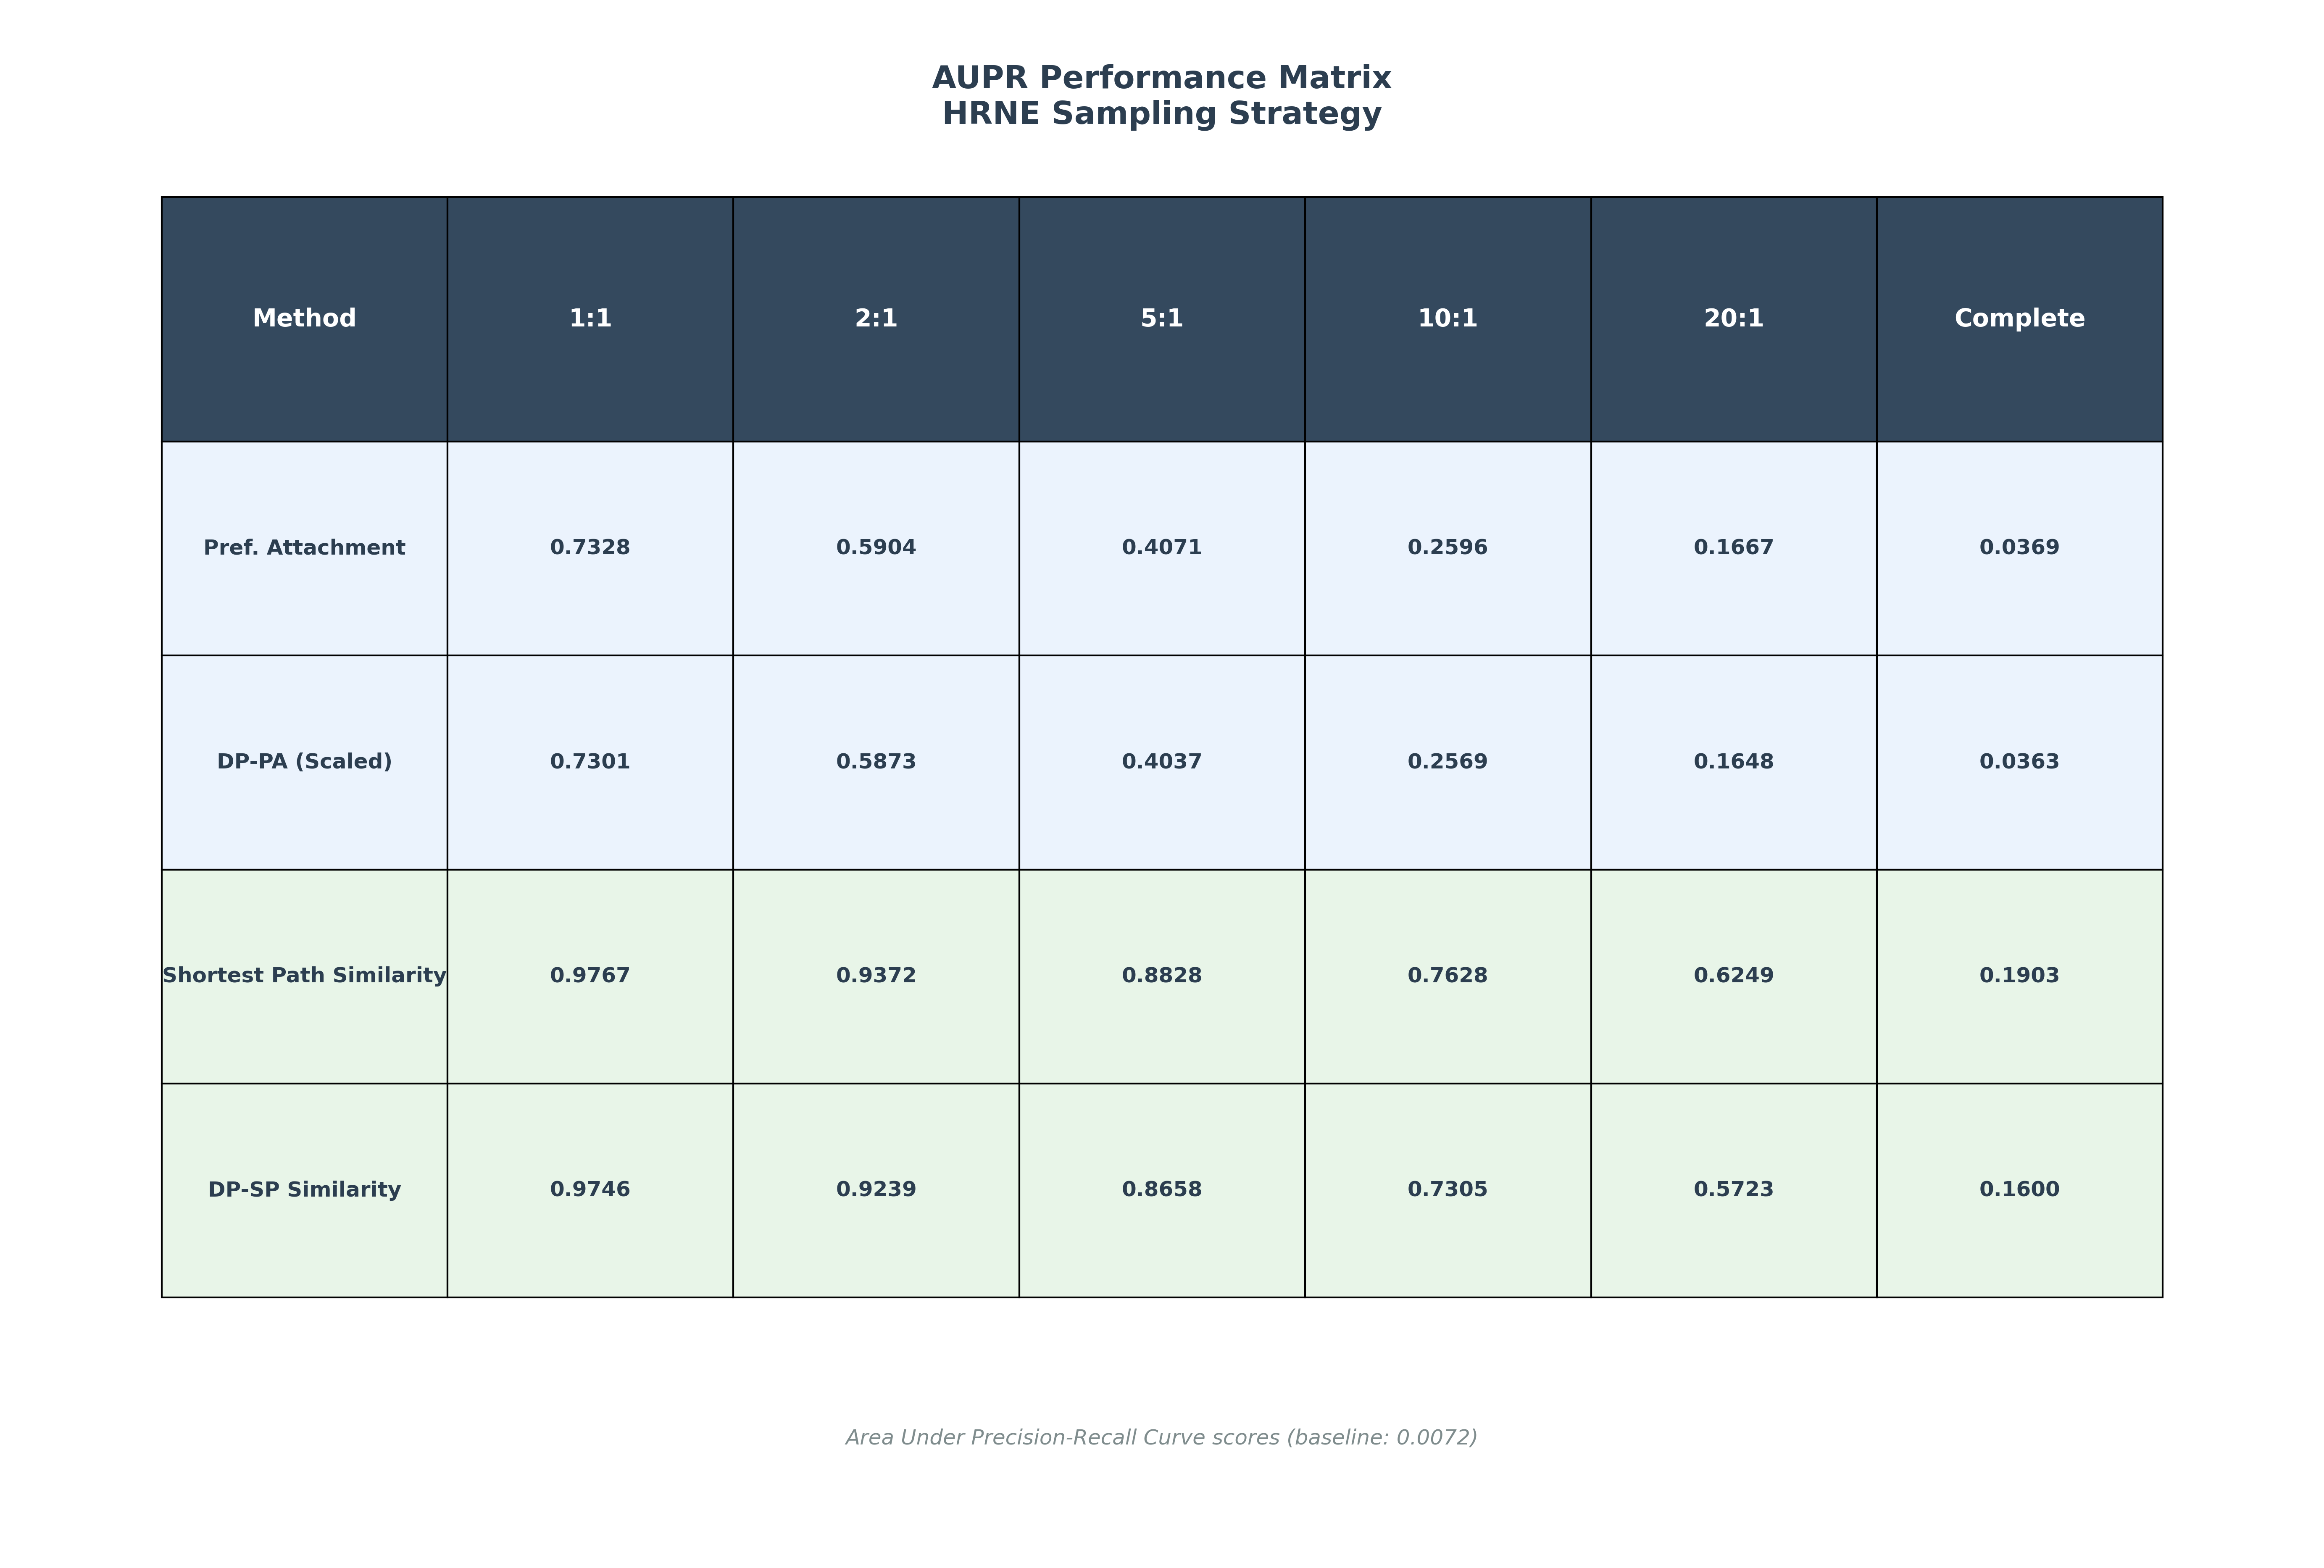 AUPR Performance Matrix
HRNE Sampling Strategy
Method 1:1 2:1 5:1 10:1 20:1 Complete
Pref. Attachment 0.7328 0.5904 0.4071 0.2596 0.1667 0.0369
DP-PA (Scaled) 0.7301 0.5873 0.4037 0.2569 0.1648 0.0363
Shortest Path Similarity 0.9767 0.9372 0.8828 0.7628 0.6249 0.1903
DP-SP Similarity 0.9746 0.9239 0.8658 0.7305 0.5723 0.1600
Area Under Precision-Recall Curve scores (baseline: 0.0072)